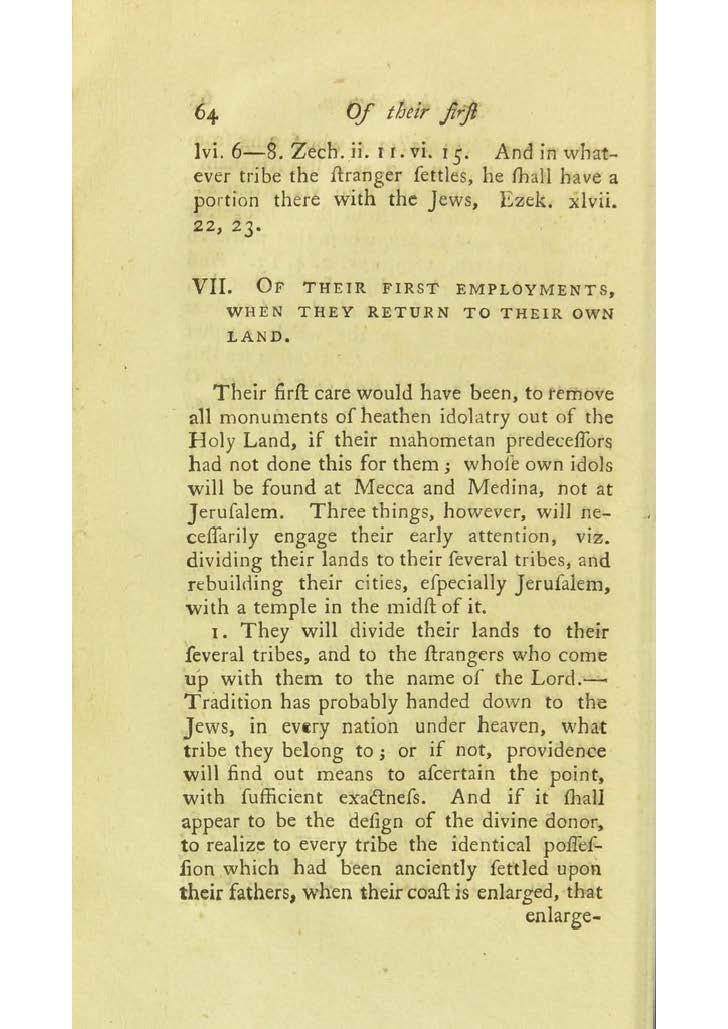 64 Of their firſt
lvi. 6—8. Zech. ii. 11. vi. 15. And in what-
ever tribe the ſtranger ſettles, he ſhall have a
portion there with the Jews, Ezek. xlvii.
22, 23.
VII. OF THEIR FIRST EMPLOYMENTS,
WHEN THEY RETURN TO THEIR OWN
LAND.
Their firſt care would have been, to remove
all monuments of heathen idolatry out of the
Holy Land, if their mahometan predeceſſors
had not done this for them; whoſe own idols
will be found at Mecca and Medina, not at
Jeruſalem. Three things, however, will ne-
ceſſarily engage their early attention, viz.
dividing their lands to their ſeveral tribes, and
rebuilding their cities, eſpecially Jeruſalem,
with a temple in the midſt of it.
1. They will divide their lands to their
ſeveral tribes, and to the ſtrangers who come
up with them to the name of the Lord.—
Tradition has probably handed down to the
Jews, in every nation under heaven, what
tribe they belong to; or if not, providence
will find out means to aſcertain the point,
with ſufficient exactneſs. And if it ſhall
appear to be the deſign of the divine donor,
to realize to every tribe the identical poſſeſ-
ſion which had been anciently ſettled upon
their fathers, when their coaſt is enlarged, that
enlarge-